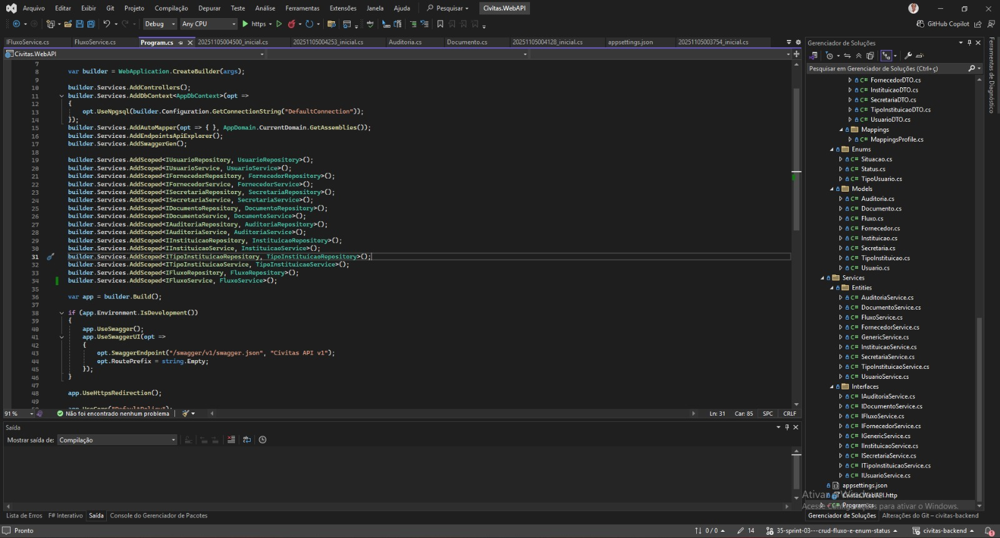 Arquivo Editar Exibir Git Projeto Compilação Depurar Teste Análise Ferramentas Extensões Janela Ajuda Pesquisar Civitas.WebAPI
Debug Any CPU https GitHub Copilot
IFluxoService.cs FluxoService.cs Program.cs 20251105004500_inicial.cs 20251105004253_inicial.cs Auditoria.cs Documento.cs 20251105004128_inicial.cs appsettings.json 20251105003754_inicial.cs
Civitas.WebAPI
7
8 var builder = WebApplication.CreateBuilder(args);
9
10 builder.Services.AddControllers();
11 builder.Services.AddDbContext<AppDbContext>(opt =>
12 {
13 opt.UseNpgsql(builder.Configuration.GetConnectionString("DefaultConnection"));
14 });
15 builder.Services.AddAutoMapper(opt => { }, AppDomain.CurrentDomain.GetAssemblies());
16 builder.Services.AddEndpointsApiExplorer();
17 builder.Services.AddSwaggerGen();
18
19 builder.Services.AddScoped<IUsuarioRepository, UsuarioRepository>();
20 builder.Services.AddScoped<IUsuarioService, UsuarioService>();
21 builder.Services.AddScoped<IFornecedorRepository, FornecedorRepository>();
22 builder.Services.AddScoped<IFornecedorService, FornecedorService>();
23 builder.Services.AddScoped<ISecretariaRepository, SecretariaRepository>();
24 builder.Services.AddScoped<ISecretariaService, SecretariaService>();
25 builder.Services.AddScoped<IDocumentoRepository, DocumentoRepository>();
26 builder.Services.AddScoped<IDocumentoService, DocumentoService>();
27 builder.Services.AddScoped<IAuditoriaRepository, AuditoriaRepository>();
28 builder.Services.AddScoped<IAuditoriaService, AuditoriaService>();
29 builder.Services.AddScoped<IInstituicaoRepository, InstituicaoRepository>();
30 builder.Services.AddScoped<IInstituicaoService, InstituicaoService>();
31 builder.Services.AddScoped<ITipoInstituicaoRepository, TipoInstituicaoRepository>();
32 builder.Services.AddScoped<ITipoInstituicaoService, TipoInstituicaoService>();
33 builder.Services.AddScoped<IFluxoRepository, FluxoRepository>();
34 builder.Services.AddScoped<IFluxoService, FluxoService>();
35
36 var app = builder.Build();
37
38 if (app.Environment.IsDevelopment())
39 {
40 app.UseSwagger();
41 app.UseSwaggerUI(opt =>
42 {
43 opt.SwaggerEndpoint("/swagger/v1/swagger.json", "Civitas API v1");
44 opt.RoutePrefix = string.Empty;
45 });
46 }
47
48 app.UseHttpsRedirection();
49
91 % Não foi encontrado nenhum problema Ln: 31 Car: 85 SPC CRLF
Saída
Mostrar saída de: Compilação
Lista de Erros F# Interativo Saída Console do Gerenciador de Pacotes
Gerenciador de Soluções
Pesquisar em Gerenciador de Soluções (Ctrl+ç)
C# FornecedorDTO.cs
C# InstituicaoDTO.cs
C# SecretariaDTO.cs
C# TipoInstituicaoDTO.cs
C# UsuarioDTO.cs
Mappings
C# MappingsProfile.cs
Enums
C# Situacao.cs
C# Status.cs
C# TipoUsuario.cs
Models
C# Auditoria.cs
C# Documento.cs
C# Fluxo.cs
C# Fornecedor.cs
C# Instituicao.cs
C# Secretaria.cs
C# TipoInstituicao.cs
C# Usuario.cs
Services
Entities
C# AuditoriaService.cs
C# DocumentoService.cs
C# FluxoService.cs
C# FornecedorService.cs
C# GenericService.cs
C# InstituicaoService.cs
C# SecretariaService.cs
C# TipoInstituicaoService.cs
C# UsuarioService.cs
Interfaces
C# IAuditoriaService.cs
C# IDocumentoService.cs
C# IFluxoService.cs
C# IFornecedorService.cs
C# IGenericService.cs
C# IInstituicaoService.cs
C# ISecretariaService.cs
C# ITipoInstituicaoService.cs
C# IUsuarioService.cs
appsettings.json
Civitas.WebAPI.http
C# Program.cs
Ativar o Windows
Acesse Configurações para ativar o Windows.
Gerenciador de Soluções Alterações do Git – civitas-backend
Ferramentas de Diagnóstico
Pronto 0 / 0 14 35-sprint-03---crud-fluxo-e-enum-status civitas-backend 1